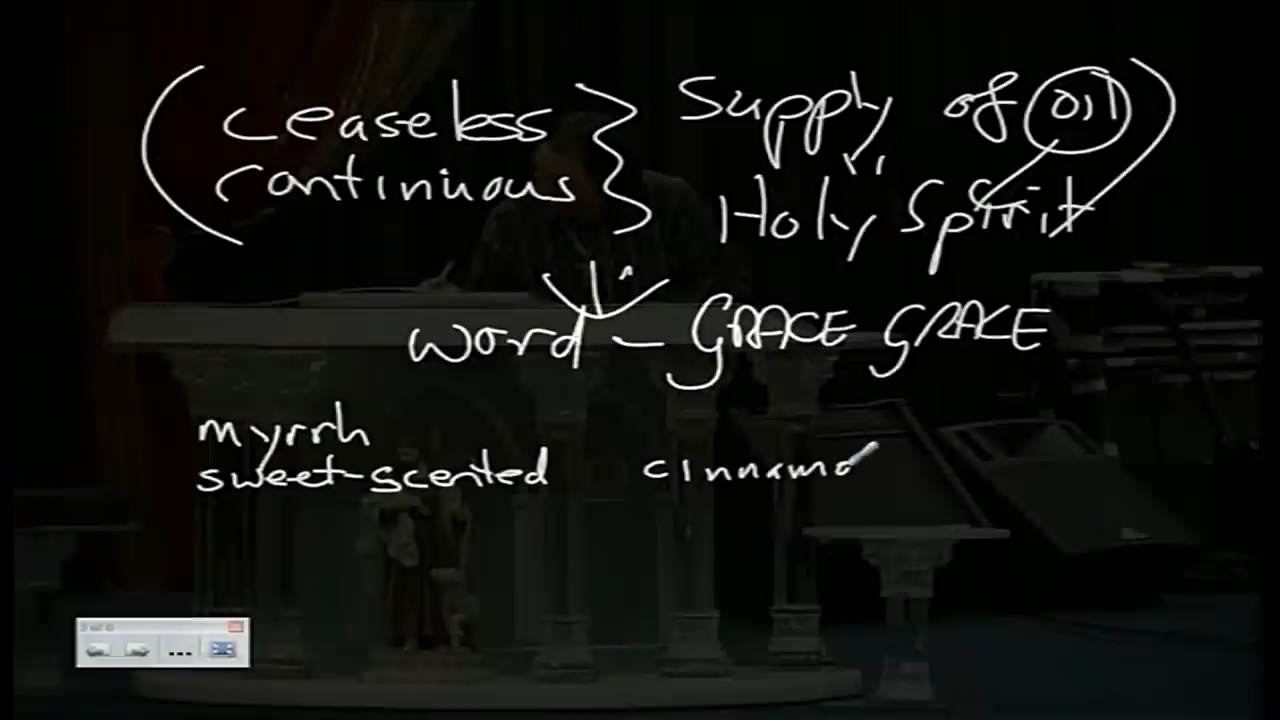 (ceaseless } Supply of oil)
continuous } Holy Spirit
word - GRACE GRACE
myrrh
sweet-scented cinnamo